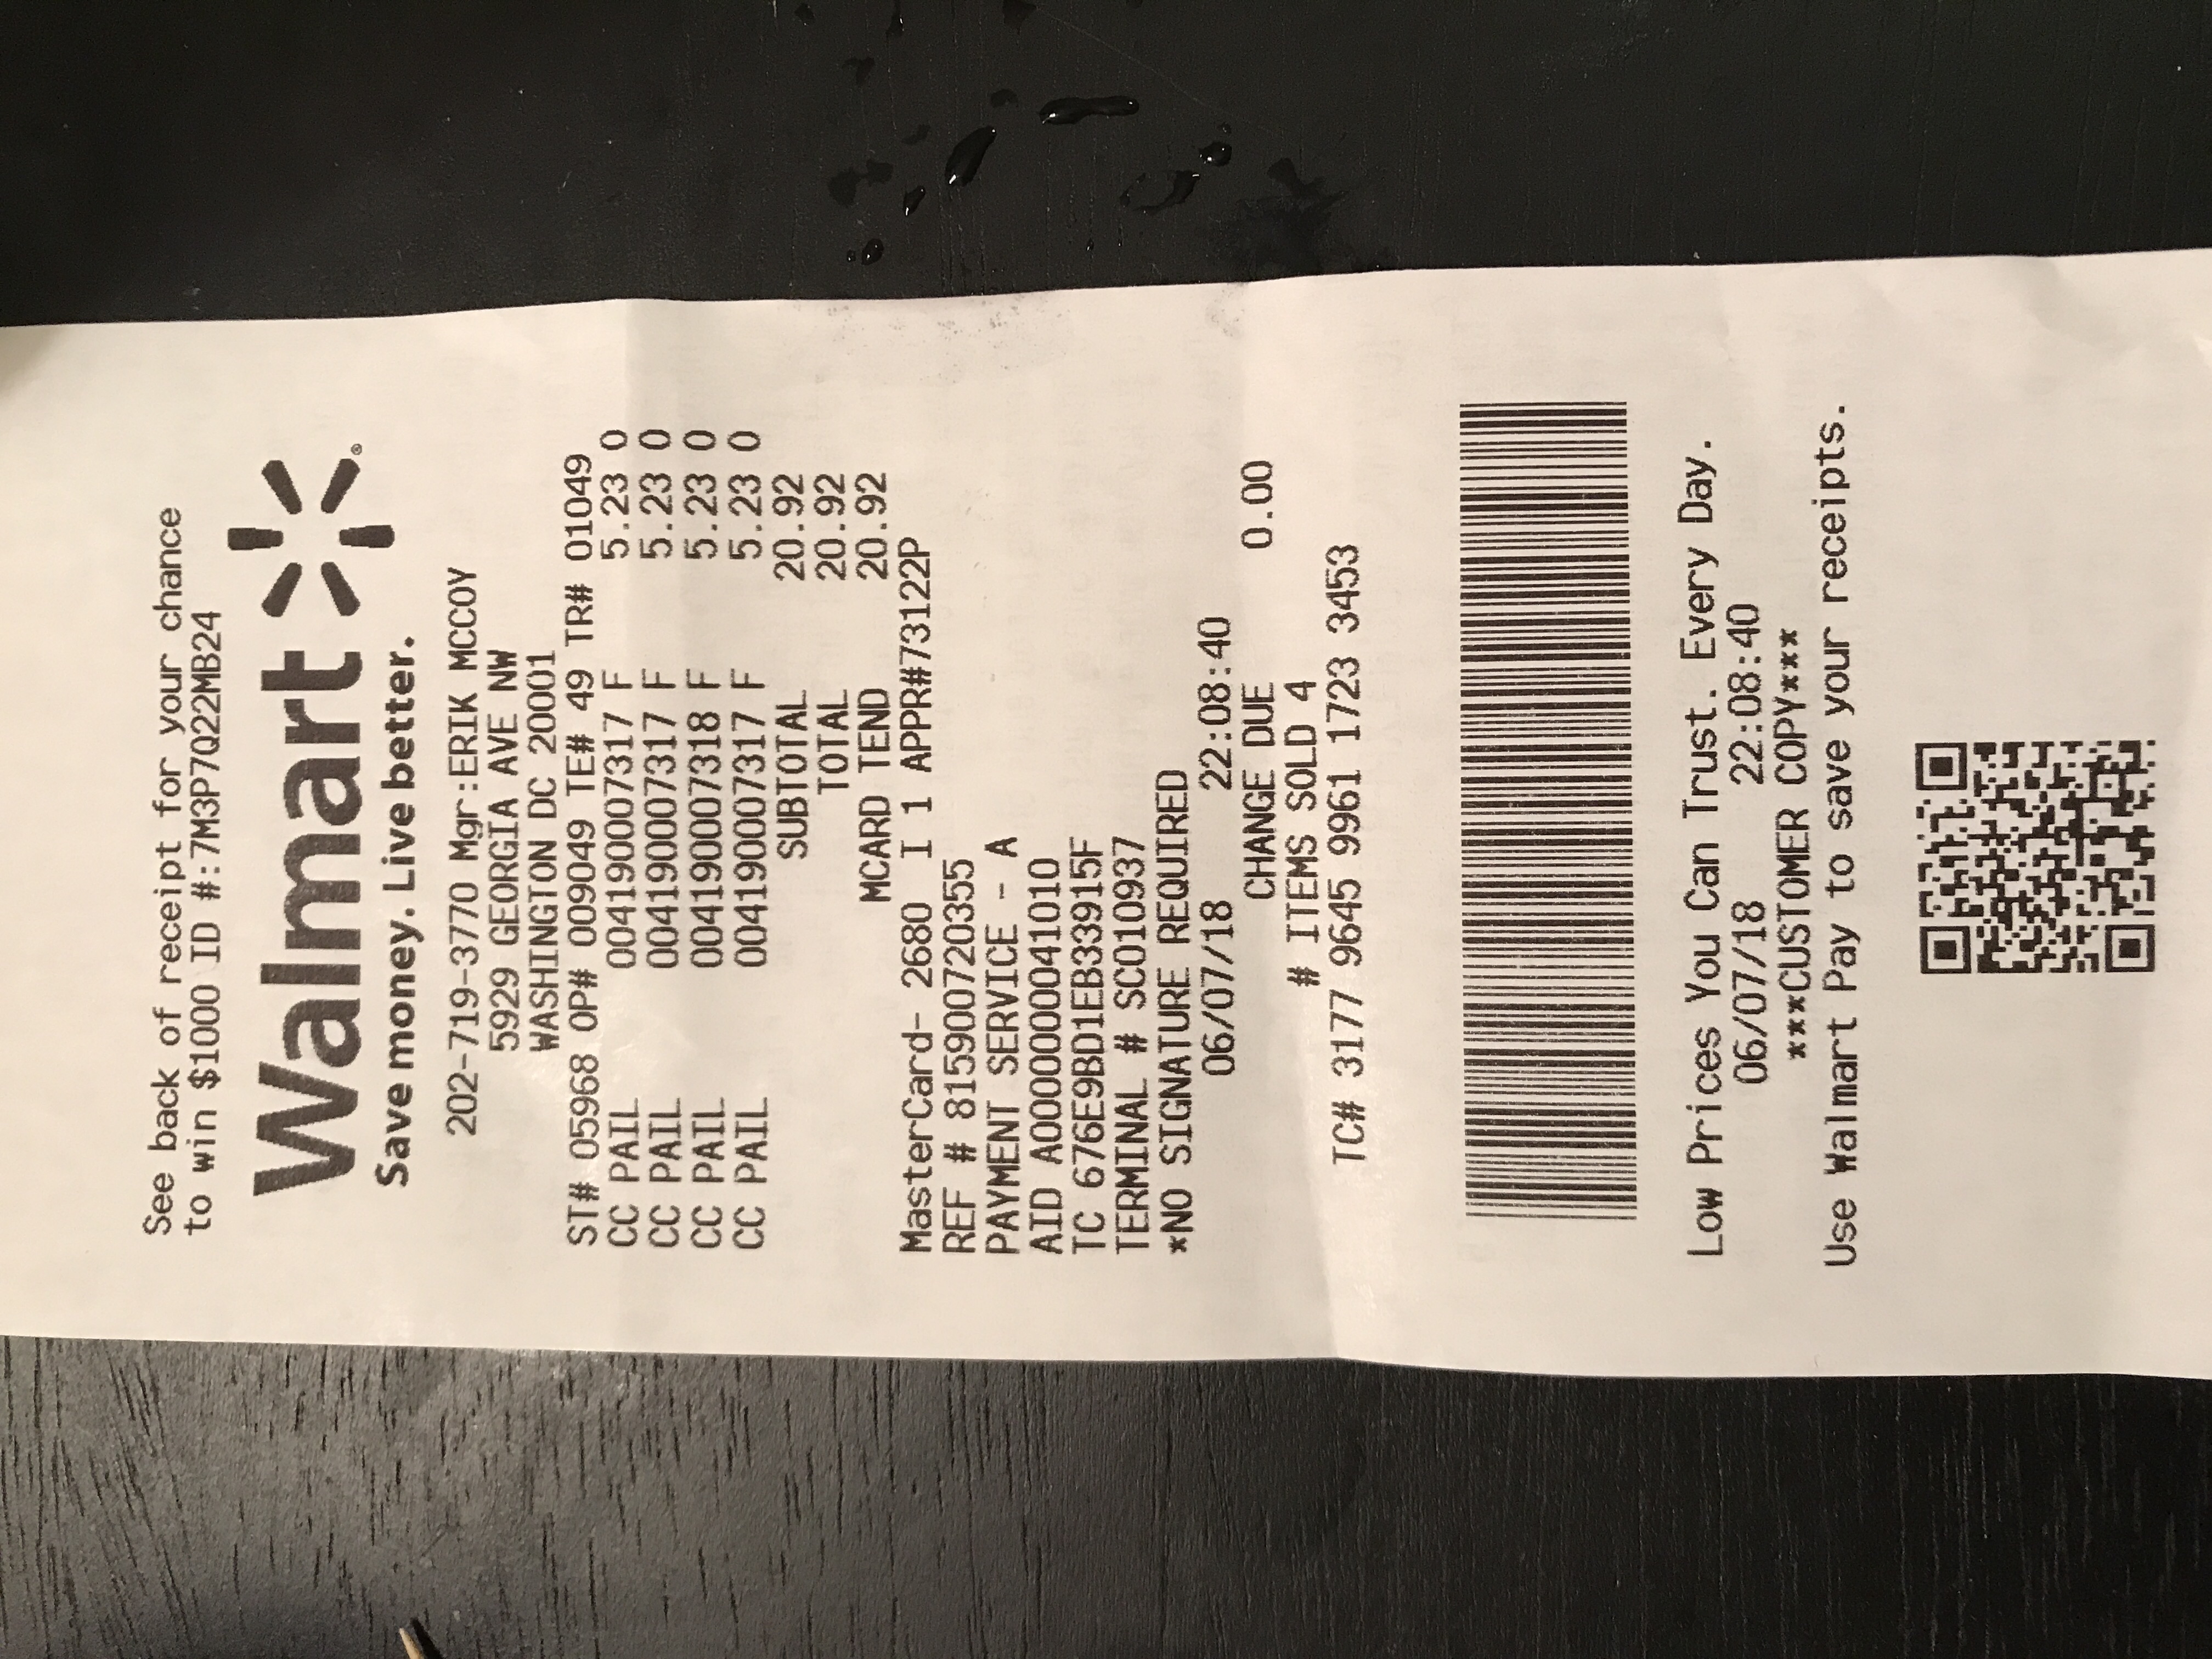 See back of receipt for your chance
to win $1000 ID #:7M3P7Q22MB24
Walmart
Save money. Live better.
202-719-3770 Mgr:ERIK MCCOY
5929 GEORGIA AVE NW
WASHINGTON DC 20001
ST# 05968 OP# 009049 TE# 49 TR# 01049
CC PAIL 004190007317 F 5.23 O
CC PAIL 004190007317 F 5.23 O
CC PAIL 004190007318 F 5.23 O
CC PAIL 004190007317 F 5.23 O
SUBTOTAL 20.92
TOTAL 20.92
MCARD TEND 20.92
MasterCard- 2680 I 1 APPR#73122P
REF # 815900720355
PAYMENT SERVICE - A
AID A0000000041010
TC 676E9BD1EB33915F
TERMINAL # SC010937
*NO SIGNATURE REQUIRED
06/07/18 22:08:40
CHANGE DUE 0.00
# ITEMS SOLD 4
TC# 3177 9645 9961 1723 3453
Low Prices You Can Trust. Every Day.
06/07/18 22:08:40
***CUSTOMER COPY***
Use Walmart Pay to save your receipts.